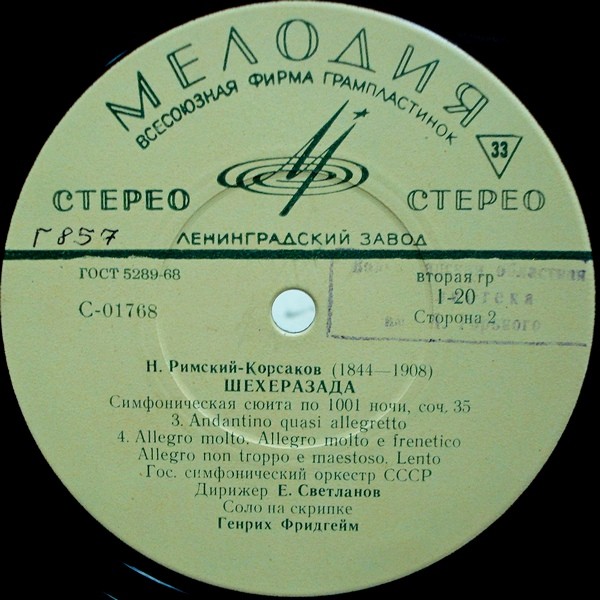 МЕЛОДИЯ
ВСЕСОЮЗНАЯ ФИРМА ГРАМПЛАСТИНОК
33
СТЕРЕО СТЕРЕО
Г857
ЛЕНИНГРАДСКИЙ ЗАВОД
ГОСТ 5289-68
вторая гр
С-01768
1-20
Сторона 2
Н. Римский-Корсаков (1844—1908)
ШЕХЕРАЗАДА
Симфоническая сюита по 1001 ночи, соч. 35
3. Andantino quasi allegretto
4. Allegro molto. Allegro molto e frenetico
Allegro non troppo e maestoso. Lento
Гос. симфонический оркестр СССР
Дирижер Е. Светланов
Соло на скрипке
Генрих Фридгейм